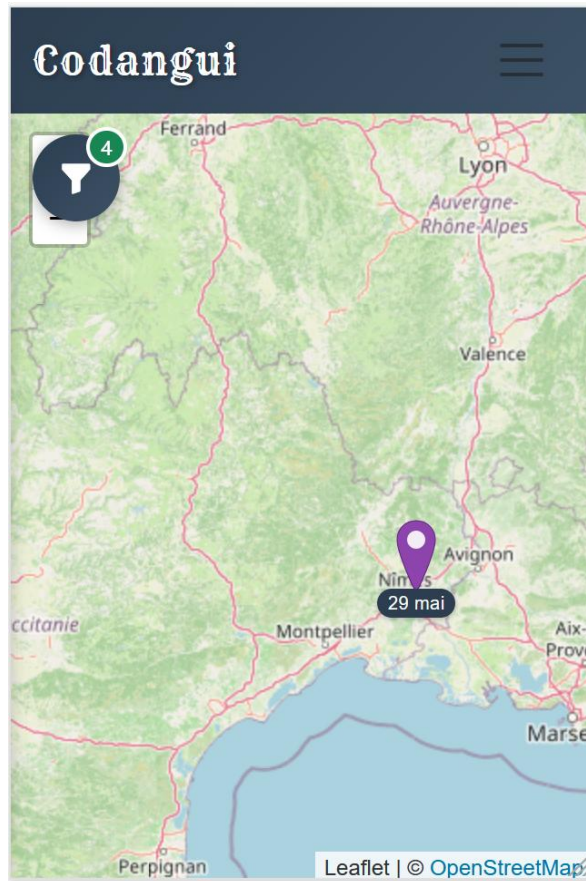 Codangui
4
Ferrand
Lyon
Auvergne-
Rhône-Alpes
Valence
Avignon
Nîmes
29 mai
ccitanie
Montpellier
Aix-
Prove
Marse
Perpignan
Leaflet | © OpenStreetMap